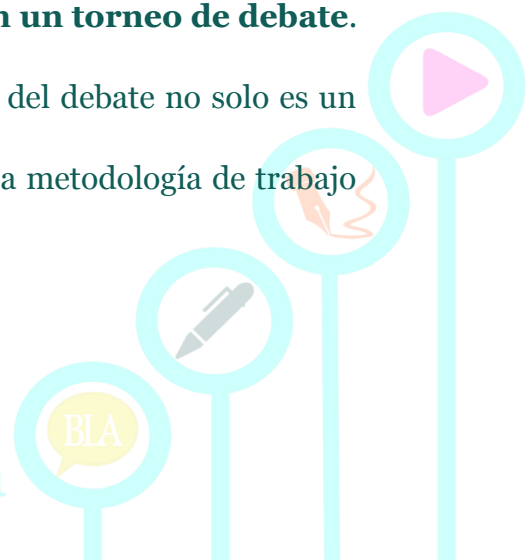 n un torneo de debate.
del debate no solo es un
a metodología de trabajo
BLA